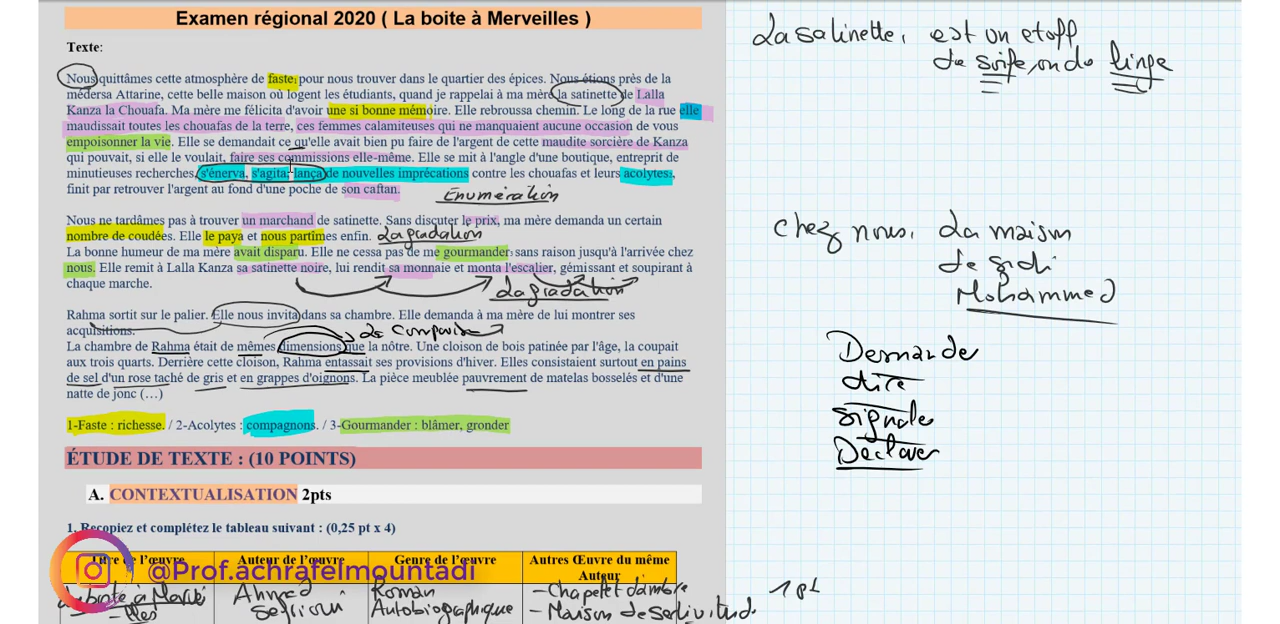 Examen régional 2020 ( La boite à Merveilles )
Texte:
Nous quittâmes cette atmosphère de faste, pour nous trouver dans le quartier des épices. Nous étions près de la
médersa Attarine, cette belle maison où logent les étudiants, quand je rappelai à ma mère la satinette de Lalla
Kanza la Chouafa. Ma mère me félicita d'avoir une si bonne mémoire. Elle rebroussa chemin. Le long de la rue elle
maudissait toutes les chouafas de la terre, ces femmes calamiteuses qui ne manquaient aucune occasion de vous
empoisonner la vie. Elle se demandait ce qu'elle avait bien pu faire de l'argent de cette maudite sorcière de Kanza
qui pouvait, si elle le voulait, faire ses commissions elle-même. Elle se mit à l'angle d'une boutique, entreprit de
minutieuses recherches, s'énerva, s'agita, lança de nouvelles imprécations contre les chouafas et leurs acolytes,
finit par retrouver l'argent au fond d'une poche de son caftan.
Enumération
Nous ne tardâmes pas à trouver un marchand de satinette. Sans discuter le prix, ma mère demanda un certain
nombre de coudées. Elle le paya et nous partîmes enfin. La gradation
La bonne humeur de ma mère avait disparu. Elle ne cessa pas de me gourmander, sans raison jusqu'à l'arrivée chez
nous. Elle remit à Lalla Kanza sa satinette noire, lui rendit sa monnaie et monta l'escalier, gémissant et soupirant à
chaque marche. La gradation
Rahma sortit sur le palier. Elle nous invita dans sa chambre. Elle demanda à ma mère de lui montrer ses
acquisitions.
La chambre de Rahma était de mêmes dimensions que la nôtre. Une cloison de bois patinée par l'âge, la coupait
aux trois quarts. Derrière cette cloison, Rahma entassait ses provisions d'hiver. Elles consistaient surtout en pains
de sel d'un rose taché de gris et en grappes d'oignons. La pièce meublée pauvrement de matelas bosselés et d'une
natte de jonc (…)
1-Faste : richesse. / 2-Acolytes : compagnons. / 3-Gourmander : blâmer, gronder
ÉTUDE DE TEXTE : (10 POINTS)
A. CONTEXTUALISATION 2pts
1. Recopiez et complétez le tableau suivant : (0,25 pt x 4)
Titre de l'œuvre Auteur de l'œuvre Genre de l'œuvre Autres Œuvre du même
Auteur
@Prof.achrafelmountadi
Ahmed Roman - Chapelet d'ambre
Autobiographique - Maison de
1 pt
La satinette, est un etoff
de ou de linge
chez nous, La maison
de sidi
Mohammed
Demande
dire
signale
Declarer